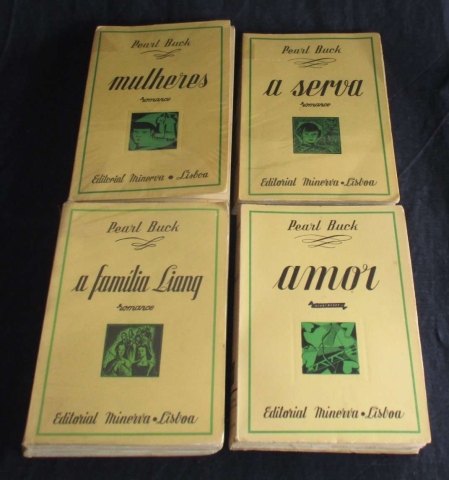 Pearl Buck
mulheres
romance
Editorial Minerva • Lisboa
Pearl Buck
a serva
romance
Editorial Minerva • Lisboa
Pearl Buck
a família Liang
romance
Editorial Minerva • Lisboa
Pearl Buck
amor
Editorial Minerva • Lisboa